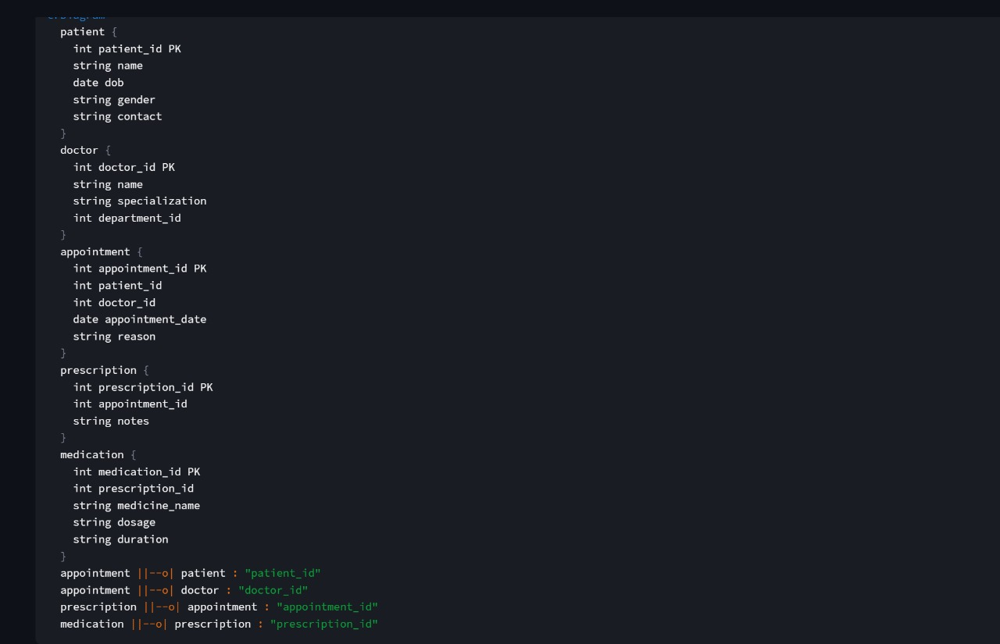 erDiagram
patient {
int patient_id PK
string name
date dob
string gender
string contact
}
doctor {
int doctor_id PK
string name
string specialization
int department_id
}
appointment {
int appointment_id PK
int patient_id
int doctor_id
date appointment_date
string reason
}
prescription {
int prescription_id PK
int appointment_id
string notes
}
medication {
int medication_id PK
int prescription_id
string medicine_name
string dosage
string duration
}
appointment ||--o| patient : "patient_id"
appointment ||--o| doctor : "doctor_id"
prescription ||--o| appointment : "appointment_id"
medication ||--o| prescription : "prescription_id"